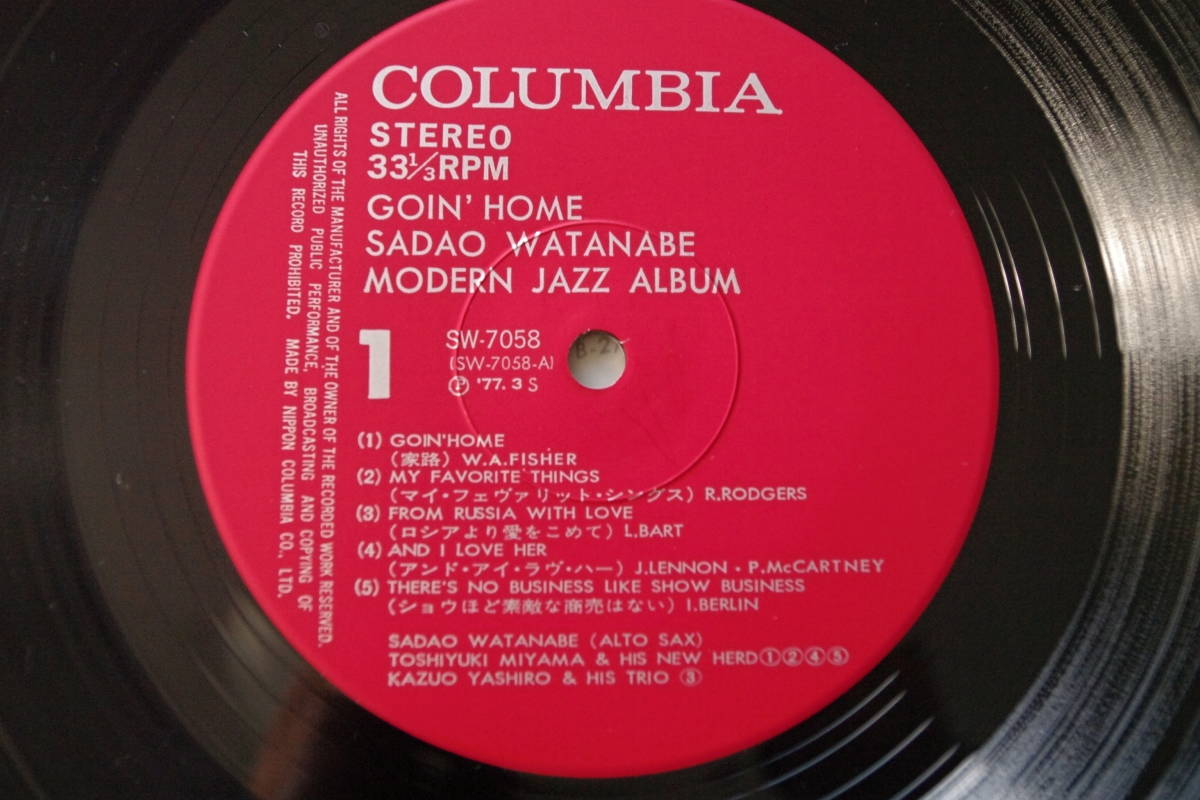 COLUMBIA
STEREO
33⅓RPM
GOIN' HOME
SADAO WATANABE
MODERN JAZZ ALBUM
1
SW-7058
(SW-7058-A)
Ⓟ '77. 3 S
(1) GOIN'HOME
(家路) W.A.FISHER
(2) MY FAVORITE THINGS
(マイ・フェヴァリット・シングス) R.RODGERS
(3) FROM RUSSIA WITH LOVE
(ロシアより愛をこめて) L.BART
(4) AND I LOVE HER
(アンド・アイ・ラヴ・ハー) J.LENNON・P.McCARTNEY
(5) THERE'S NO BUSINESS LIKE SHOW BUSINESS
(ショウほど素敵な商売はない) I.BERLIN
SADAO WATANABE (ALTO SAX)
TOSHIYUKI MIYAMA & HIS NEW HERD①②④⑤
KAZUO YASHIRO & HIS TRIO ③
ALL RIGHTS OF THE MANUFACTURER AND OF THE OWNER OF THE RECORDED WORK RESERVED.
UNAUTHORIZED PUBLIC PERFORMANCE, BROADCASTING AND COPYING OF
THIS RECORD PROHIBITED. MADE BY NIPPON COLUMBIA CO., LTD.